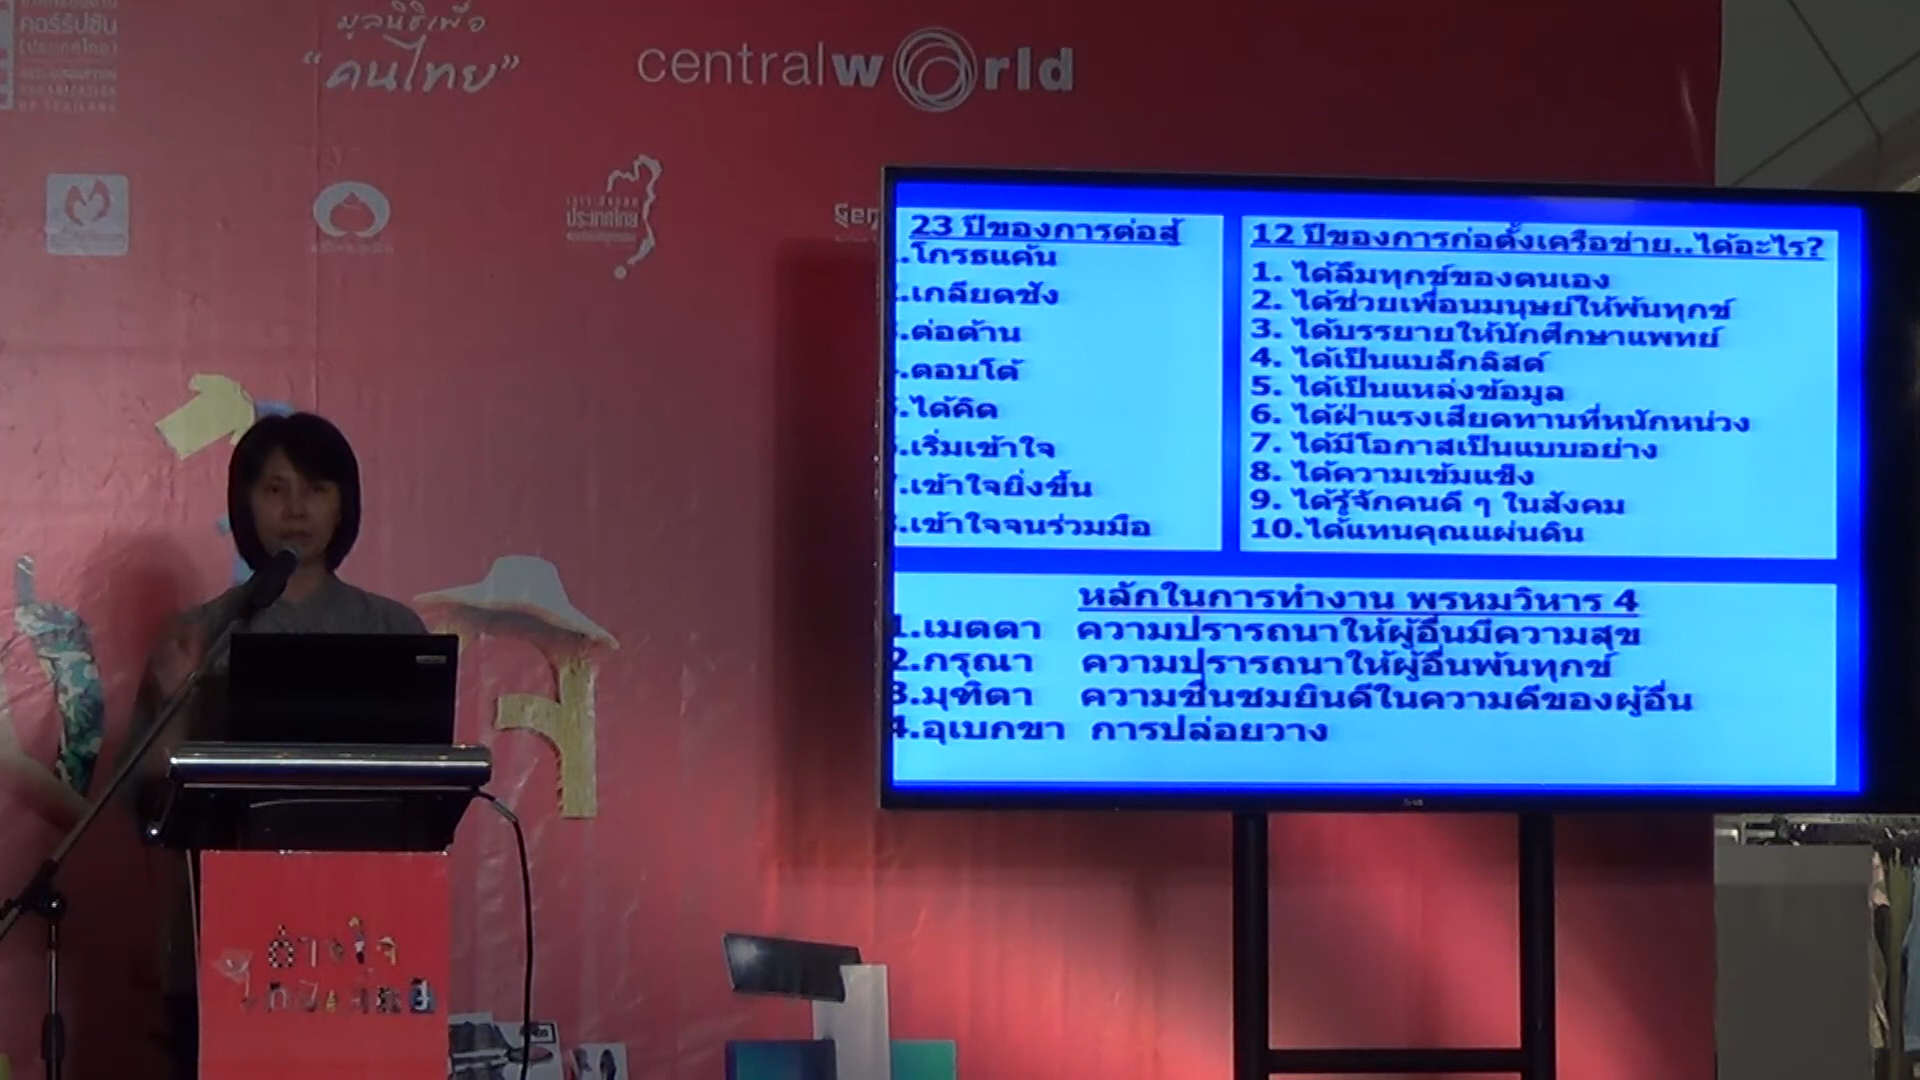 คอร์รัปชัน
(ประเทศไทย)
มูลนิธิเพื่อ
“คนไทย”
centralworld
ประเทศไทย
23 ปีของการต่อสู้
.โกรธแค้น
.เกลียดชัง
.ต่อต้าน
.ตอบโต้
.ได้คิด
.เริ่มเข้าใจ
.เข้าใจยิ่งขึ้น
.เข้าใจจนร่วมมือ
12 ปีของการก่อตั้งเครือข่าย..ได้อะไร?
1. ได้ลืมทุกข์ของตนเอง
2. ได้ช่วยเพื่อนมนุษย์ให้พ้นทุกข์
3. ได้บรรยายให้นักศึกษาแพทย์
4. ได้เป็นแบล็กลิสต์
5. ได้เป็นแหล่งข้อมูล
6. ได้ฝ่าแรงเสียดทานที่หนักหน่วง
7. ได้มีโอกาสเป็นแบบอย่าง
8. ได้ความเข้มแข็ง
9. ได้รู้จักคนดี ๆ ในสังคม
10.ได้แทนคุณแผ่นดิน
หลักในการทำงาน พรหมวิหาร 4
1.เมตตา ความปรารถนาให้ผู้อื่นมีความสุข
2.กรุณา ความปรารถนาให้ผู้อื่นพ้นทุกข์
3.มุฑิตา ความชื่นชมยินดีในความดีของผู้อื่น
4.อุเบกขา การปล่อยวาง